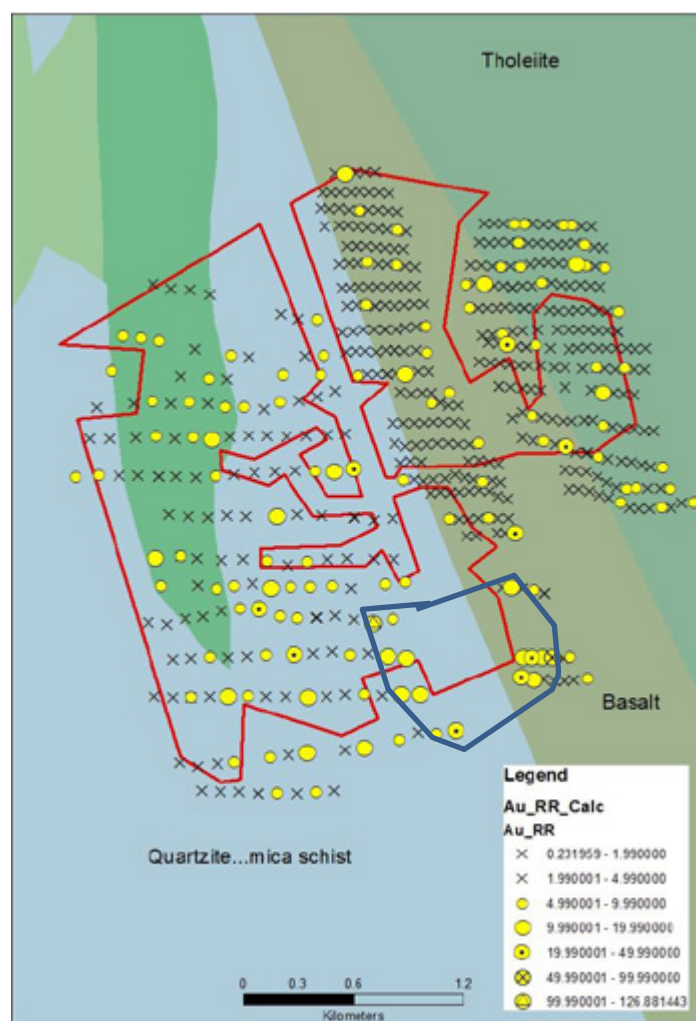 Tholeiite
Basalt
Quartzite...mica schist
Legend
Au_RR_Calc
Au_RR
0.231959 - 1.990000
1.990001 - 4.990000
4.990001 - 9.990000
9.990001 - 19.990000
19.990001 - 49.990000
49.990001 - 99.990000
99.990001 - 126.881443
0 0.3 0.6 1.2
Kilometers